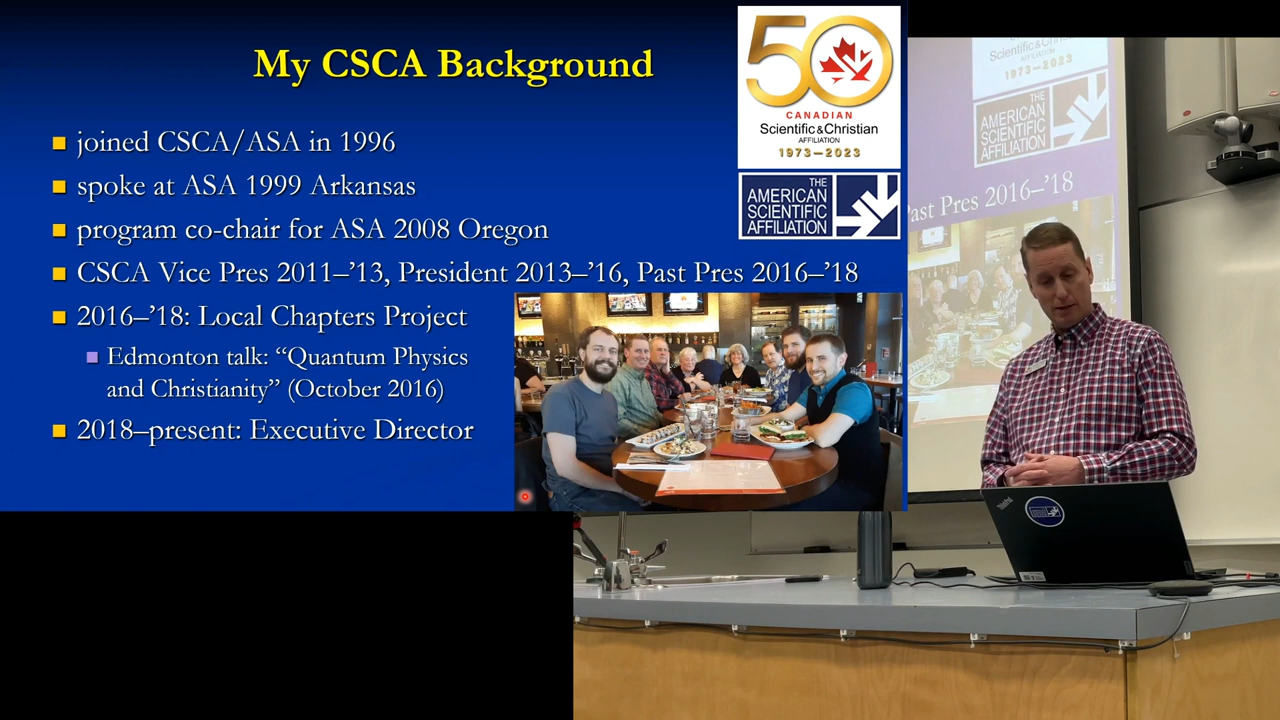 My CSCA Background
50
CANADIAN
Scientific & Christian
AFFILIATION
1973—2023
THE
AMERICAN
SCIENTIFIC
AFFILIATION
joined CSCA/ASA in 1996
spoke at ASA 1999 Arkansas
program co-chair for ASA 2008 Oregon
CSCA Vice Pres 2011–’13, President 2013–’16, Past Pres 2016–’18
2016–’18: Local Chapters Project
Edmonton talk: “Quantum Physics
and Christianity” (October 2016)
2018–present: Executive Director
Scientific & Christian
AFFILIATION
1973—2023
THE
AMERICAN
SCIENTIFIC
AFFILIATION
Past Pres 2016–’18
ThinkPad